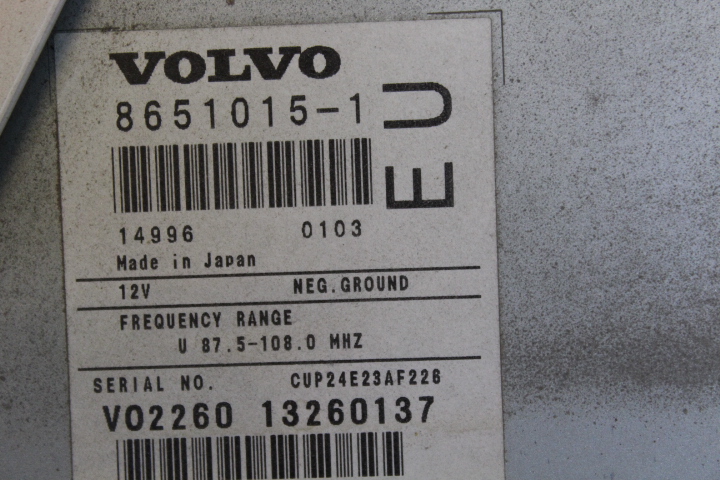 VOLVO
8651015-1
EU
14996 0103
Made in Japan
12V NEG.GROUND
FREQUENCY RANGE
U 87.5-108.0 MHZ
SERIAL NO. CUP24E23AF226
VO2260 13260137